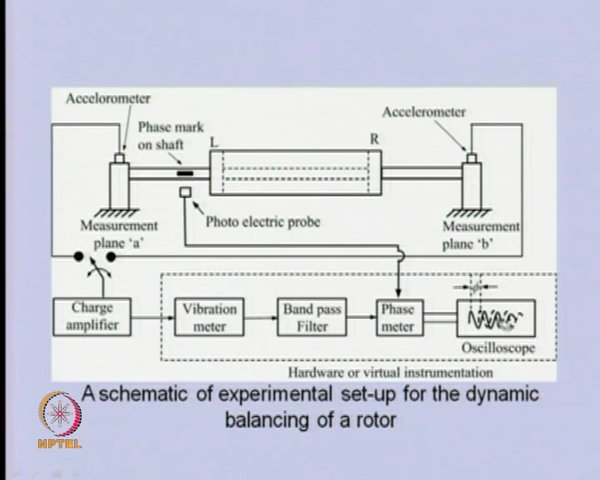 Accelorometer
Accelerometer
Phase mark
on shaft
L
R
Photo electric probe
Measurement
plane 'a'
Measurement
plane 'b'
Charge
amplifier
Vibration
meter
Band pass
Filter
Phase
meter
Oscilloscope
Hardware or virtual instrumentation
A schematic of experimental set-up for the dynamic
balancing of a rotor
NPTEL